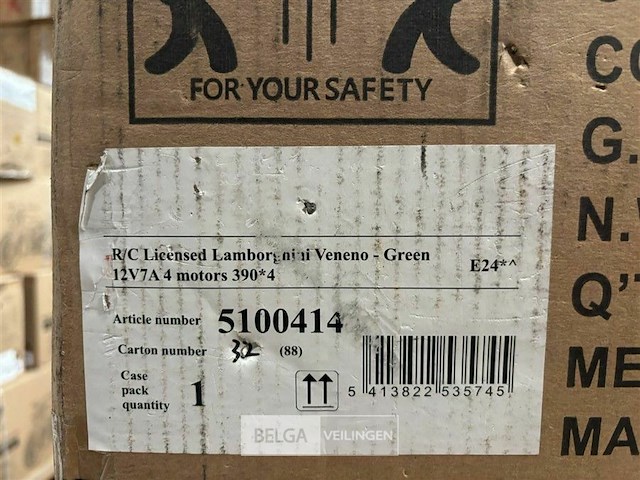 FOR YOUR SAFETY
CO
G.
N.W
Q'T
ME
MA
R/C Licensed Lamborghini Veneno - Green
12V7A 4 motors 390*4
E24*^
Article number 5100414
Carton number 32 (88)
Case
pack
quantity 1
5 413822 535745
BELGA VEILINGEN